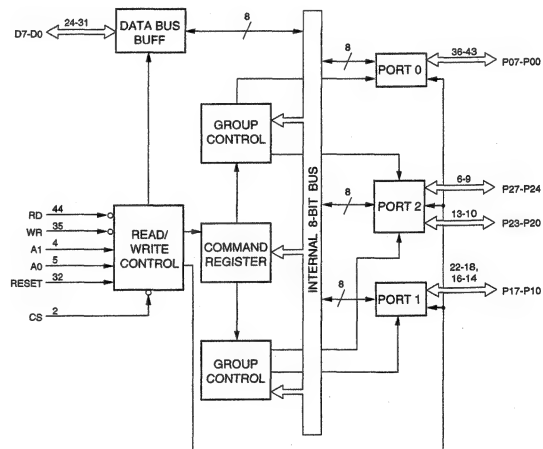 24-31
D7-D0
DATA BUS
BUFF
8
8
36-43
PORT 0
P07-P00
GROUP
CONTROL
INTERNAL 8-BIT BUS
6-9
P27-P24
8
PORT 2
13-10
P23-P20
RD 44
WR 35
A1 4
A0 5
RESET 32
CS 2
READ/
WRITE
CONTROL
COMMAND
REGISTER
22-18,
16-14
8
PORT 1
P17-P10
GROUP
CONTROL